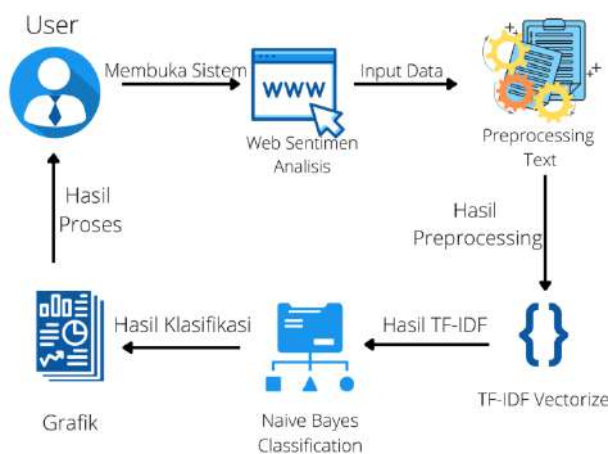 User
Membuka Sistem
WWW
Input Data
Web Sentimen
Analisis
Preprocessing
Text
Hasil
Preprocessing
TF-IDF Vectorize
Hasil TF-IDF
Naive Bayes
Classification
Hasil Klasifikasi
Grafik
Hasil
Proses